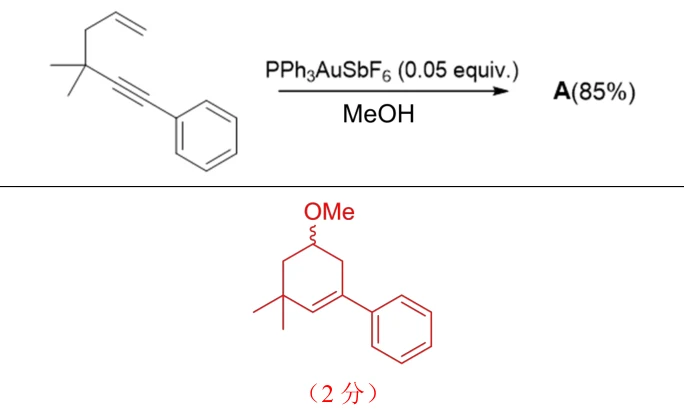 PPh₃AuSbF₆ (0.05 equiv.)
MeOH
A(85%)
OMe
（2 分）